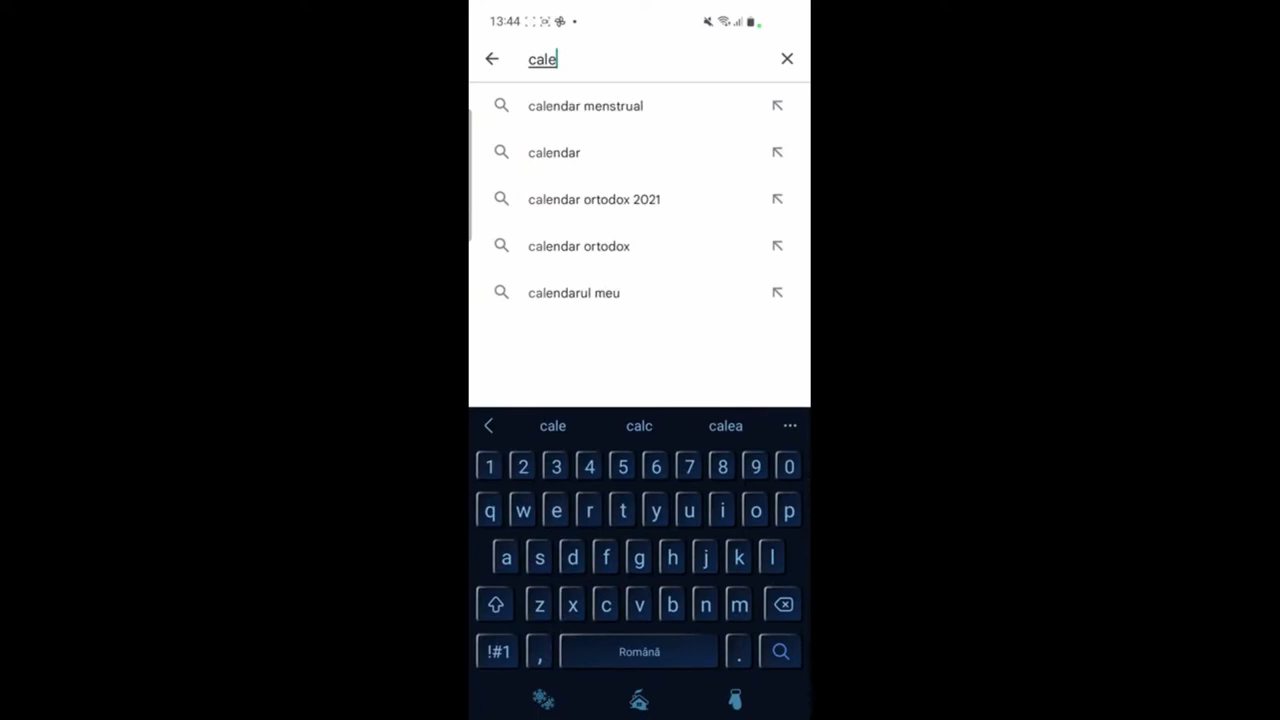 13:44
cale
calendar menstrual
calendar
calendar ortodox 2021
calendar ortodox
calendarul meu
cale calc calea
1 2 3 4 5 6 7 8 9 0
q w e r t y u i o p
a s d f g h j k l
z x c v b n m
!#1 , Română .